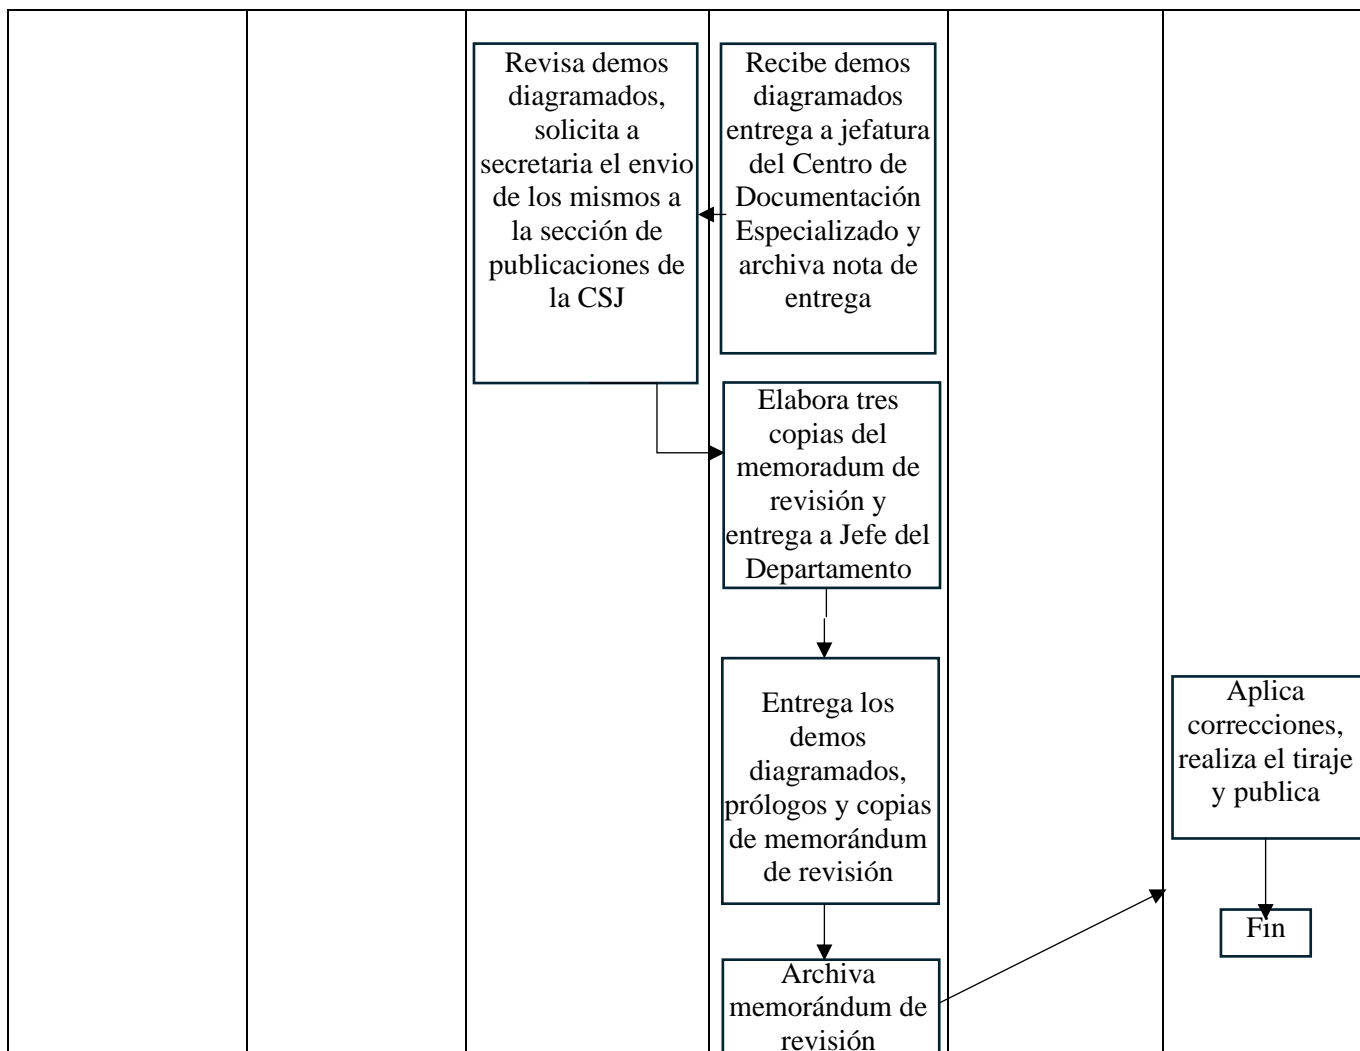 Revisa demos
diagramados,
solicita a
secretaria el envio
de los mismos a
la sección de
publicaciones de
la CSJ
Recibe demos
diagramados
entrega a jefatura
del Centro de
Documentación
Especializado y
archiva nota de
entrega
Elabora tres
copias del
memoradum de
revisión y
entrega a Jefe del
Departamento
Entrega los
demos
diagramados,
prólogos y copias
de memorándum
de revisión
Archiva
memorándum de
revisión
Aplica
correcciones,
realiza el tiraje
y publica
Fin